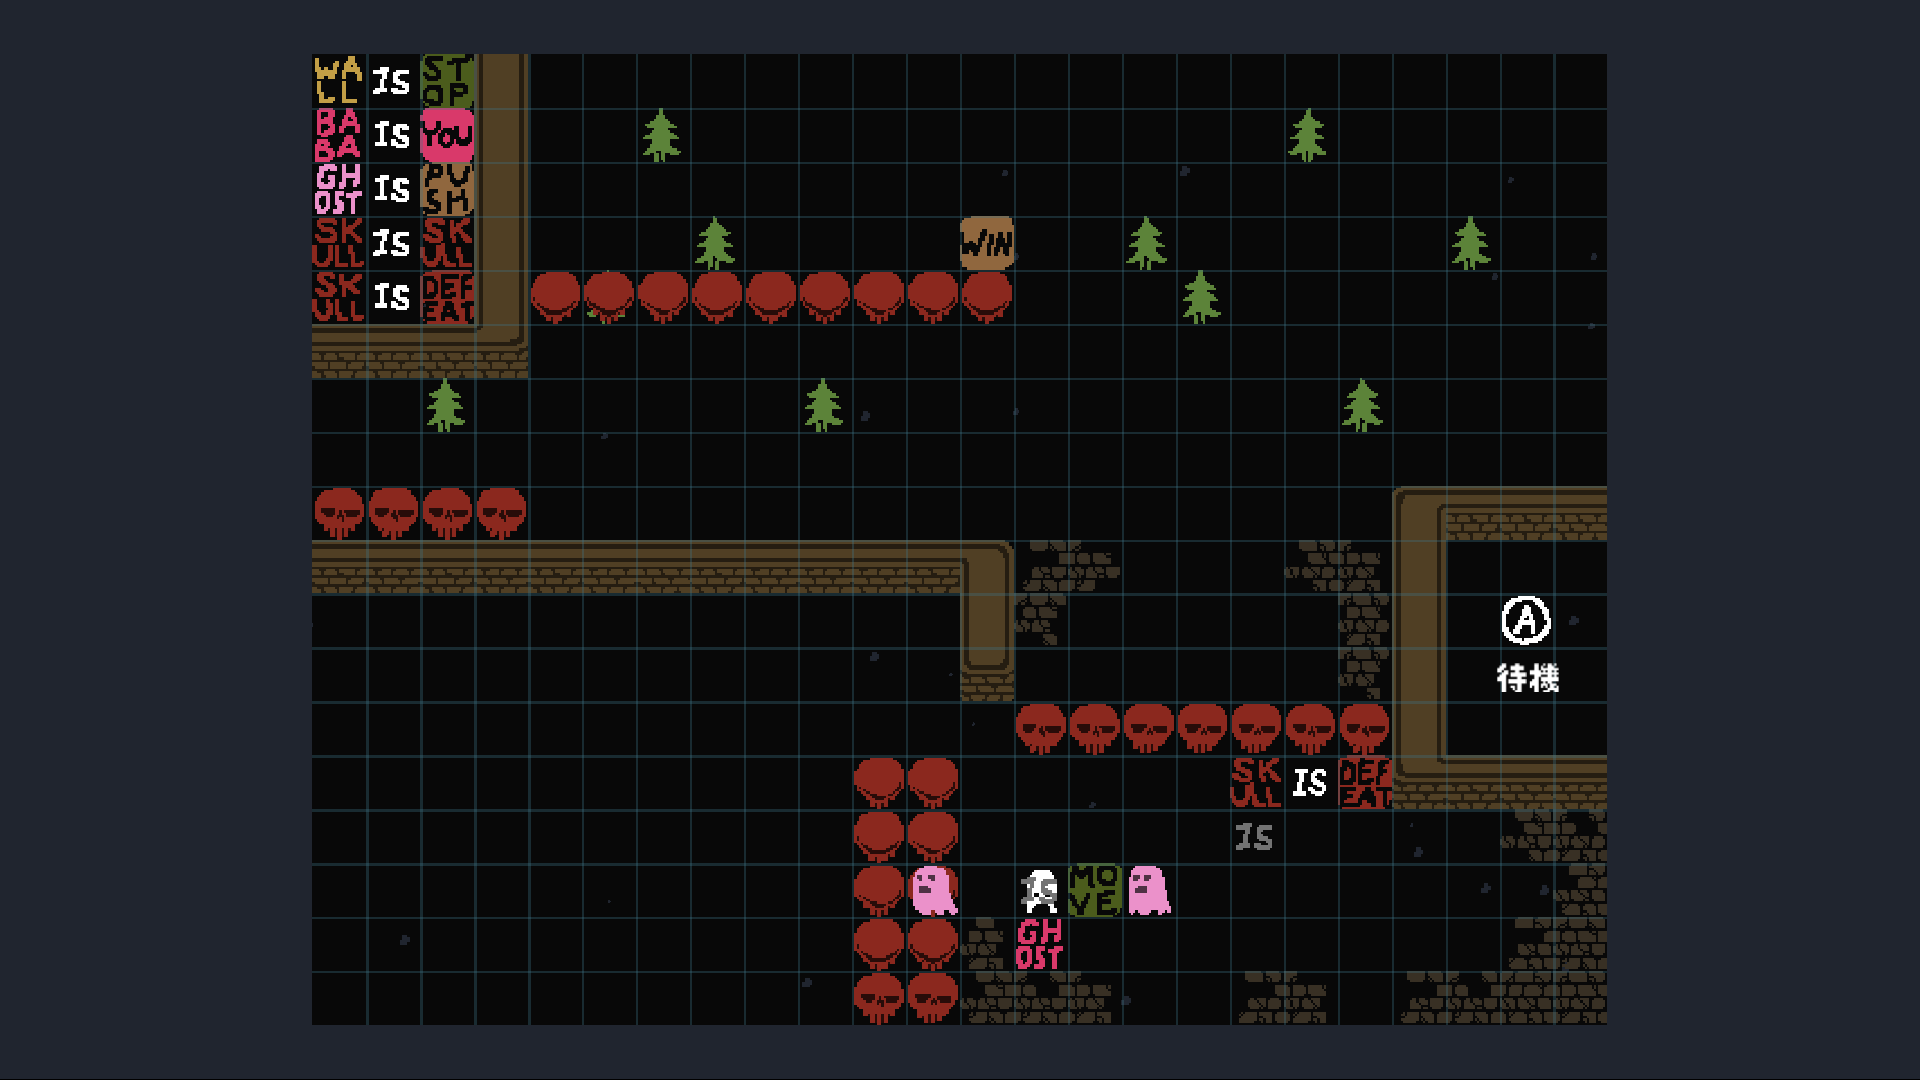 WALL IS STOP
BABA IS YOU
GHOST IS PUSH
SKULL IS SKULL
WIN
SKULL IS DEFEAT
A
待機
SKULL IS DEFEAT
IS
IS MOVE
GHOST